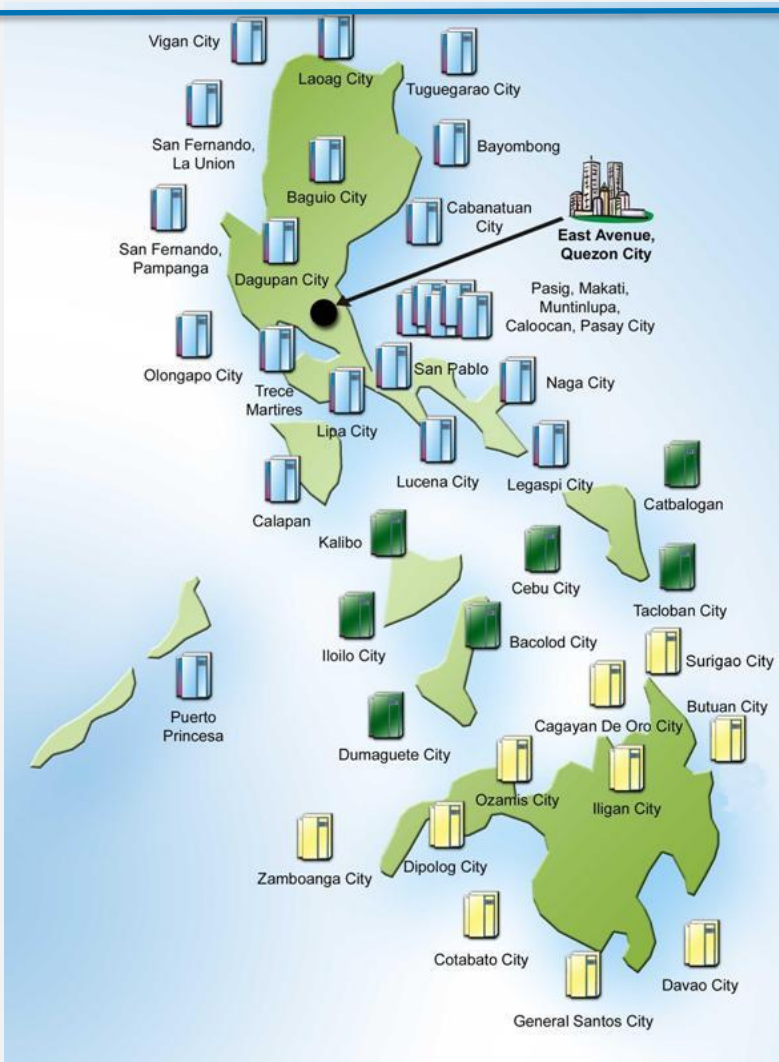 Vigan City
Laoag City
Tuguegarao City
San Fernando,
La Union
Bayombong
Baguio City
Cabanatuan
City
San Fernando,
Pampanga
East Avenue,
Quezon City
Dagupan City
Pasig, Makati,
Muntinlupa,
Caloocan, Pasay City
Olongapo City
Trece
Martires
San Pablo
Naga City
Lipa City
Lucena City
Legaspi City
Catbalogan
Calapan
Kalibo
Cebu City
Tacloban City
Iloilo City
Bacolod City
Surigao City
Puerto
Princesa
Dumaguete City
Cagayan De Oro City
Butuan City
Ozamis City
Iligan City
Zamboanga City
Dipolog City
Cotabato City
Davao City
General Santos City